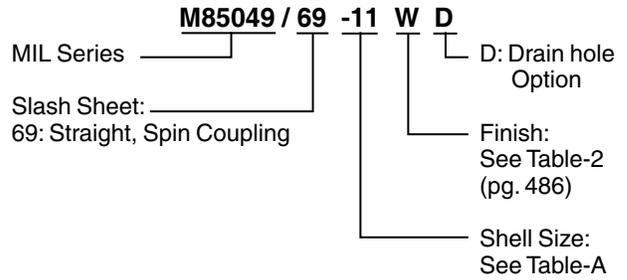 M85049 / 69 -11 W D
MIL Series
Slash Sheet:
69: Straight, Spin Coupling
D: Drain hole
Option
Finish:
See Table-2
(pg. 486)
Shell Size:
See Table-A